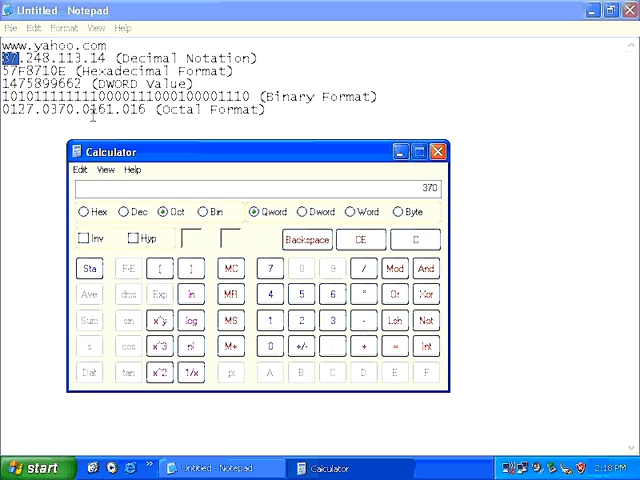 Untitled - Notepad
File Edit Format View Help
www.yahoo.com
87.248.113.14 (Decimal Notation)
57F8710E (Hexadecimal Format)
1475899662 (DWORD Value)
1010111111110000111000100001110 (Binary Format)
0127.0370.0161.016 (Octal Format)
Calculator
Edit View Help
370
Hex Dec Oct Bin Qword Dword Word Byte
Inv Hyp Backspace CE C
Sta F-E ( ) MC 7 8 9 / Mod And
Ave dms Exp ln MR 4 5 6 * Or Xor
Sum sin x^y log MS 1 2 3 - Lsh Not
s cos x^3 n! M+ 0 +/- . + = Int
Dat tan x^2 1/x pi A B C D E F
start » Untitled - Notepad Calculator 2:18 PM